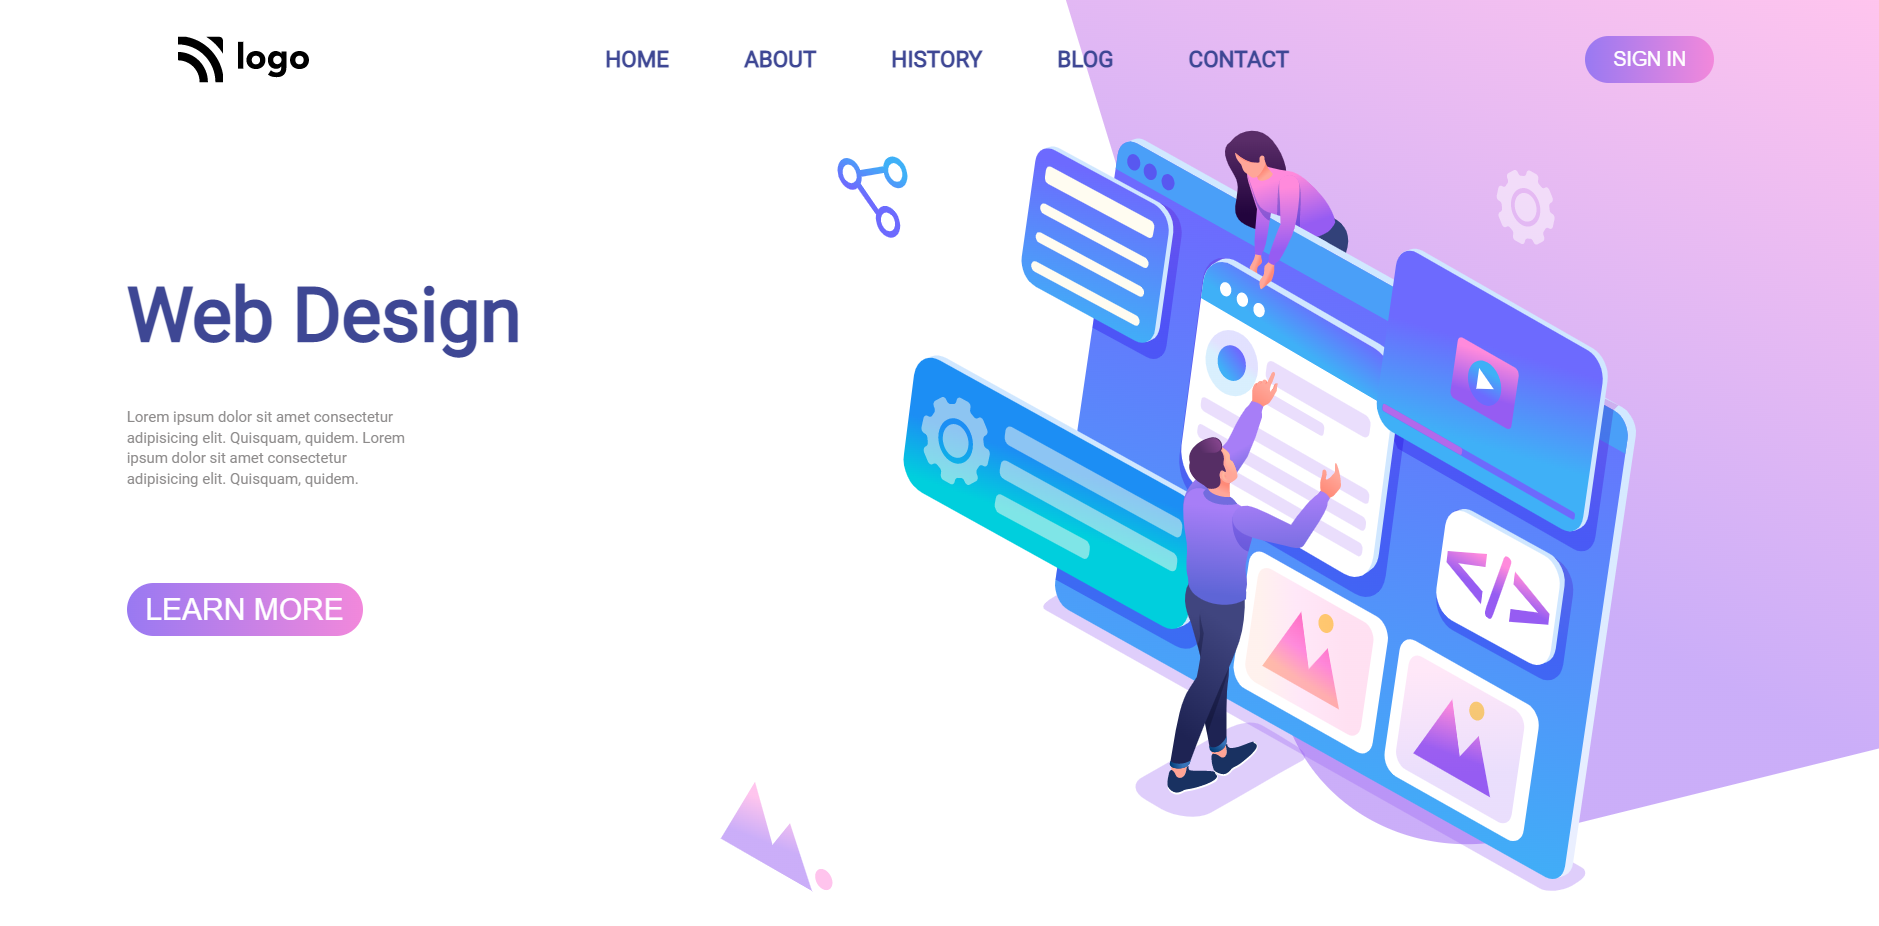 logo
HOME ABOUT HISTORY BLOG CONTACT
SIGN IN
Web Design
Lorem ipsum dolor sit amet consectetur
adipisicing elit. Quisquam, quidem. Lorem
ipsum dolor sit amet consectetur
adipisicing elit. Quisquam, quidem.
LEARN MORE
</>